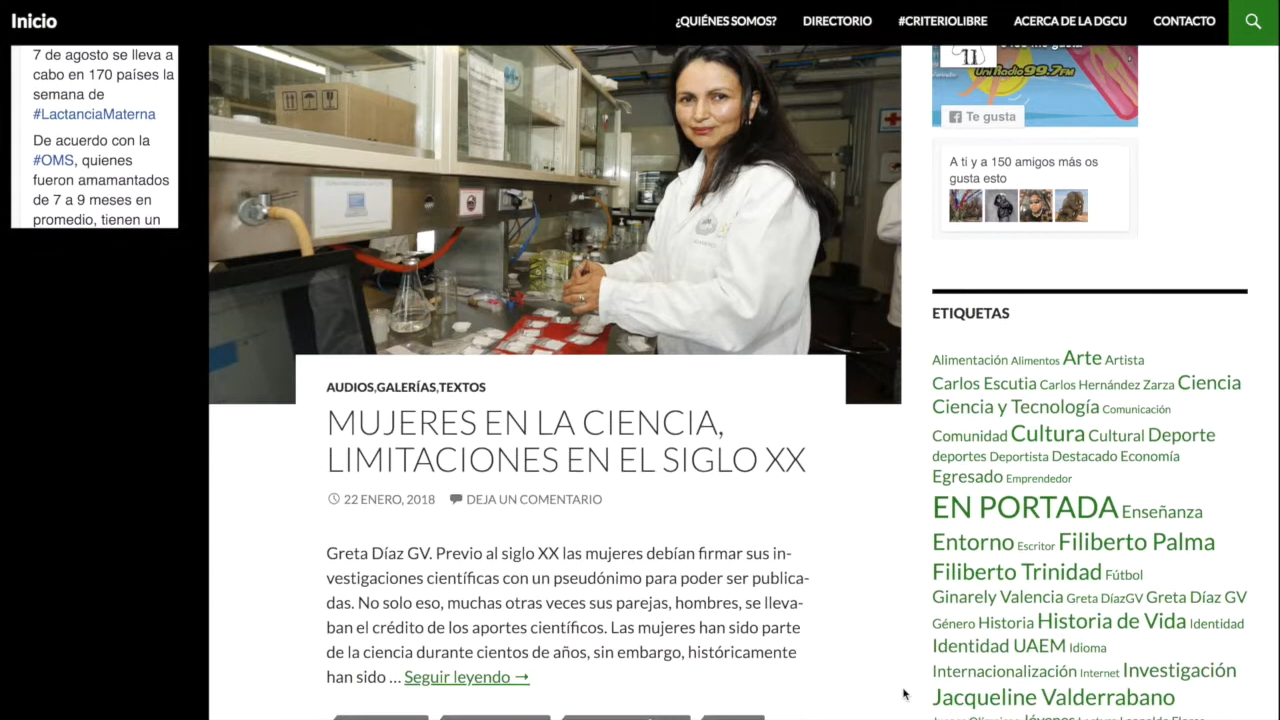 Inicio
¿QUIÉNES SOMOS? DIRECTORIO #CRITERIOLIBRE ACERCA DE LA DGCU CONTACTO
7 de agosto se lleva a
cabo en 170 países la
semana de
#LactanciaMaterna
De acuerdo con la
#OMS, quienes
fueron amamantados
de 7 a 9 meses en
promedio, tienen un
AUDIOS,GALERÍAS,TEXTOS
MUJERES EN LA CIENCIA,
LIMITACIONES EN EL SIGLO XX
22 ENERO, 2018 DEJA UN COMENTARIO
Greta Díaz GV. Previo al siglo XX las mujeres debían firmar sus in-
vestigaciones científicas con un pseudónimo para poder ser publica-
das. No solo eso, muchas otras veces sus parejas, hombres, se lleva-
ban el crédito de los aportes científicos. Las mujeres han sido parte
de la ciencia durante cientos de años, sin embargo, históricamente
han sido ... Seguir leyendo →
Uni Radio 99.7 FM
Te gusta
A ti y a 150 amigos más os
gusta esto
ETIQUETAS
Alimentación Alimentos Arte Artista
Carlos Escutia Carlos Hernández Zarza Ciencia
Ciencia y Tecnología Comunicación
Comunidad Cultura Cultural Deporte
deportes Deportista Destacado Economía
Egresado Emprendedor
EN PORTADA Enseñanza
Entorno Escritor Filiberto Palma
Filiberto Trinidad Fútbol
Ginarely Valencia Greta DíazGV Greta Díaz GV
Género Historia Historia de Vida Identidad
Identidad UAEM Idioma
Internacionalización Internet Investigación
Jacqueline Valderrabano